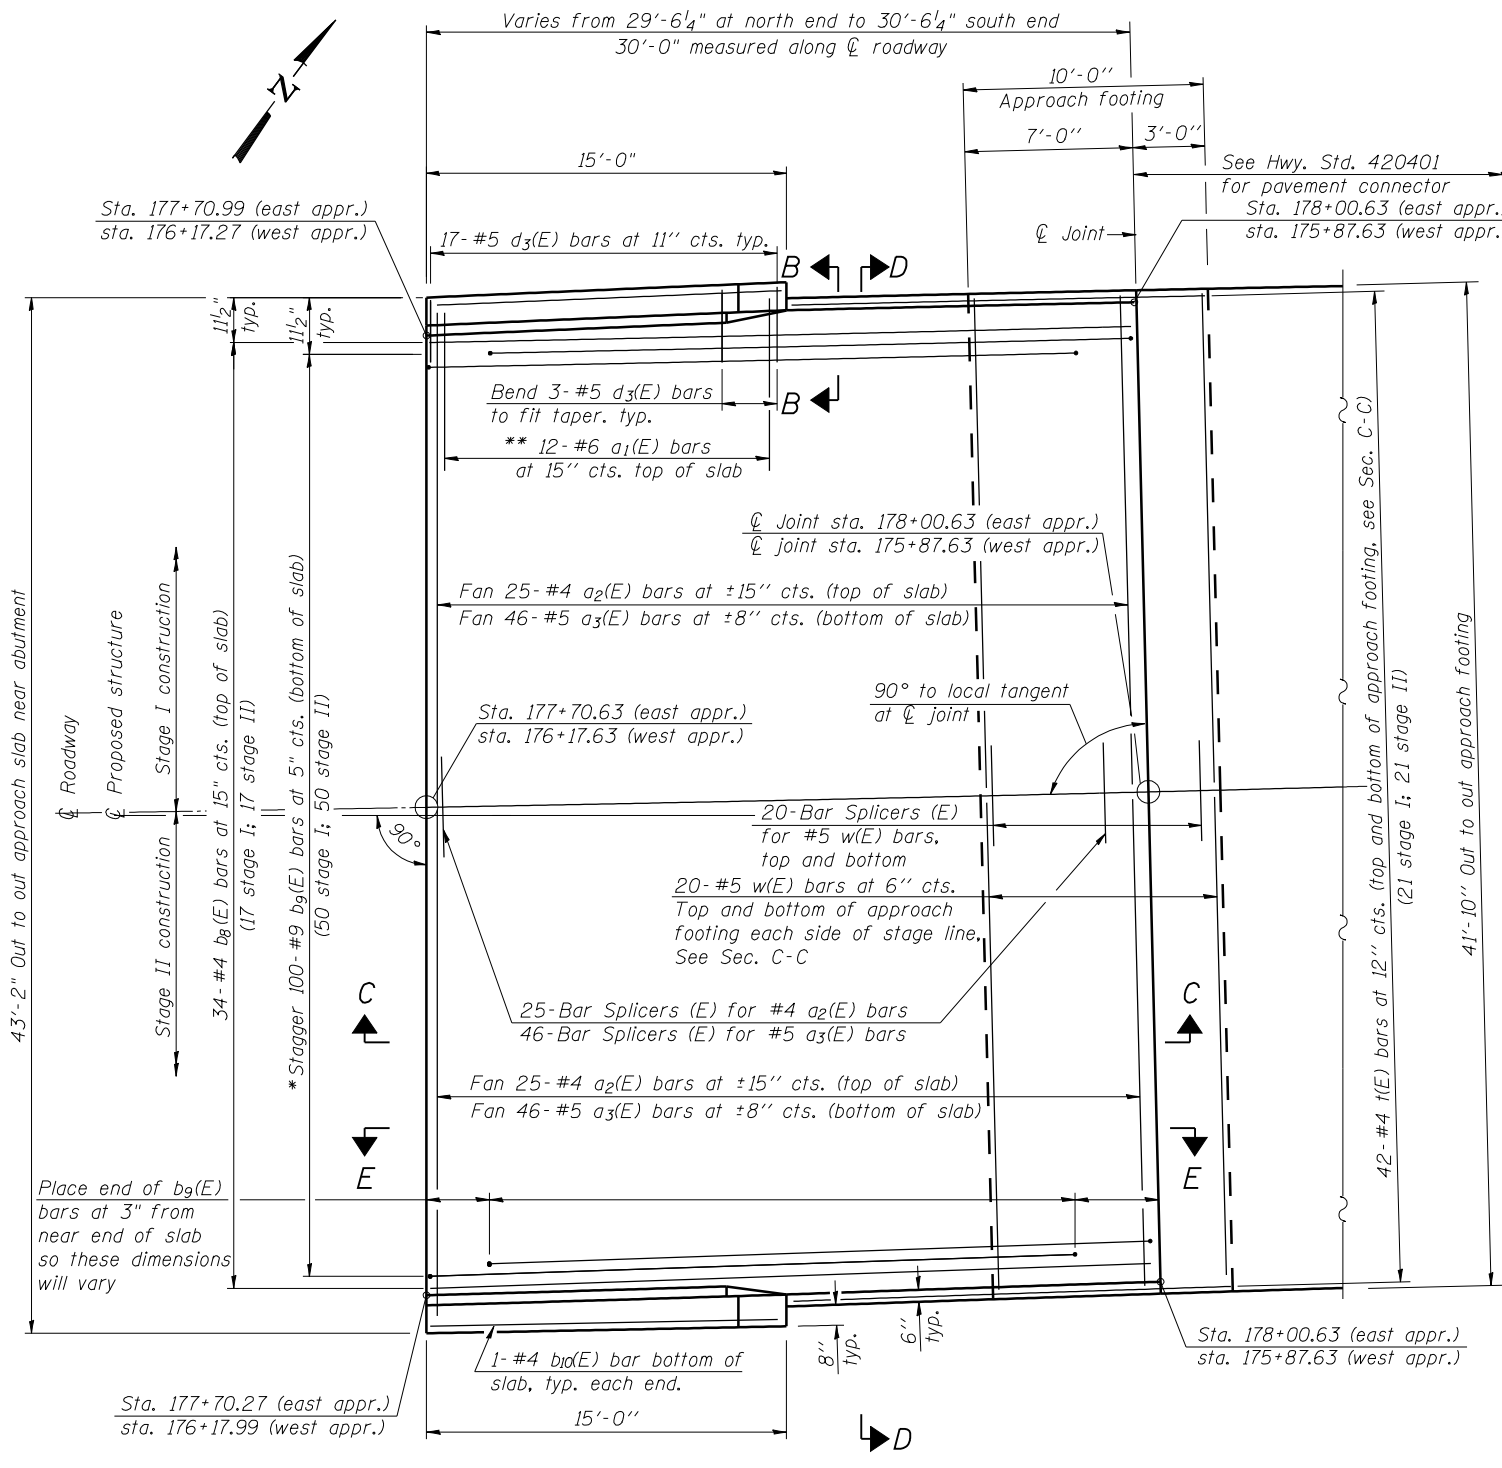 Varies from 29'-6¼" at north end to 30'-6¼" south end
30'-0" measured along ℄ roadway
N
10'-0"
Approach footing
7'-0"
3'-0"
15'-0"
See Hwy. Std. 420401
for pavement connector
Sta. 177+70.99 (east appr.)
sta. 176+17.27 (west appr.)
Sta. 178+00.63 (east appr.)
sta. 175+87.63 (west appr.)
℄ Joint
17-#5 d3(E) bars at 11" cts. typ.
B
D
11½"
typ.
11½"
typ.
Bend 3-#5 d3(E) bars
to fit taper. typ.
B
** 12-#6 a1(E) bars
at 15" cts. top of slab
℄ Joint sta. 178+00.63 (east appr.)
℄ joint sta. 175+87.63 (west appr.)
Fan 25-#4 a2(E) bars at ±15" cts. (top of slab)
Fan 46-#5 a3(E) bars at ±8" cts. (bottom of slab)
43'-2" Out to out approach slab near abutment
℄ Roadway
℄ Proposed structure
Stage I construction
Stage II construction
34-#4 b8(E) bars at 15" cts. (top of slab)
(17 stage I; 17 stage II)
*Stagger 100-#9 b9(E) bars at 5" cts. (bottom of slab)
(50 stage I; 50 stage II)
90° to local tangent
at ℄ joint
Sta. 177+70.63 (east appr.)
sta. 176+17.63 (west appr.)
90°
20-Bar Splicers (E)
for #5 w(E) bars,
top and bottom
20-#5 w(E) bars at 6" cts.
Top and bottom of approach
footing each side of stage line,
See Sec. C-C
42-#4 t(E) bars at 12" cts. (top and bottom of approach footing, see Sec. C-C)
(21 stage I; 21 stage II)
41'-10" Out to out approach footing
C
C
25-Bar Splicers (E) for #4 a2(E) bars
46-Bar Splicers (E) for #5 a3(E) bars
Fan 25-#4 a2(E) bars at ±15" cts. (top of slab)
Fan 46-#5 a3(E) bars at ±8" cts. (bottom of slab)
E
E
Place end of b9(E)
bars at 3" from
near end of slab
so these dimensions
will vary
1-#4 b10(E) bar bottom of
slab, typ. each end.
8"
typ.
6"
typ.
Sta. 178+00.63 (east appr.)
sta. 175+87.63 (west appr.)
Sta. 177+70.27 (east appr.)
sta. 176+17.99 (west appr.)
15'-0"
D